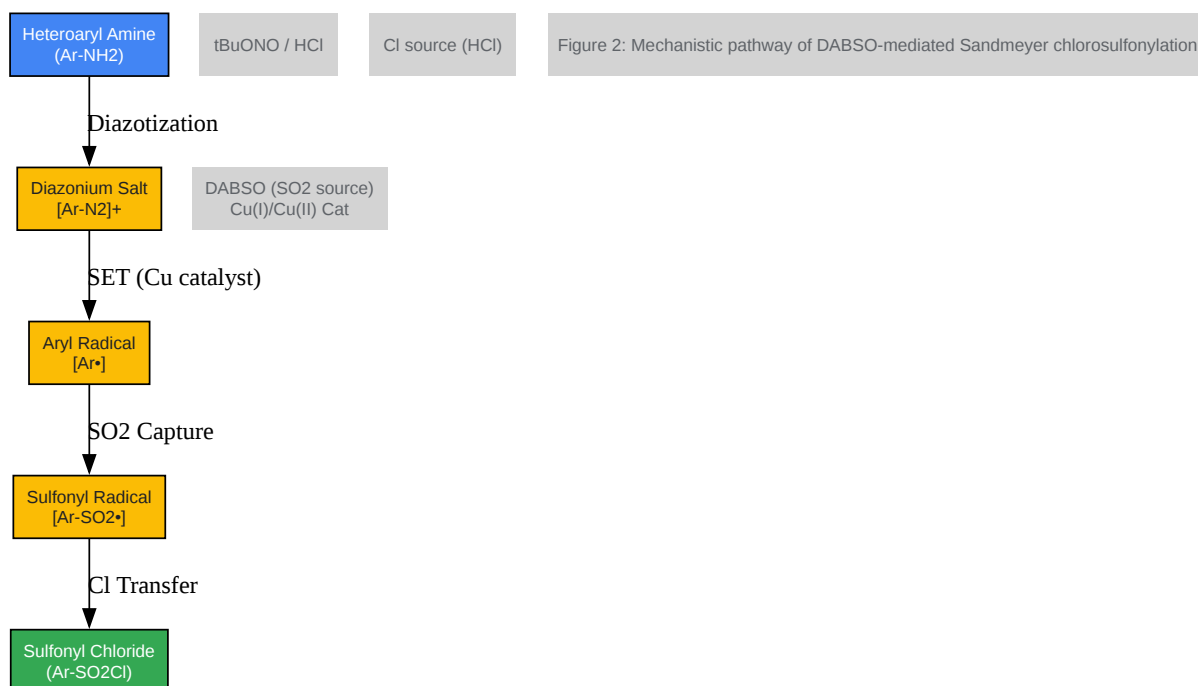 Heteroaryl Amine
(Ar-NH2)
tBuONO / HCl
Cl source (HCl)
Figure 2: Mechanistic pathway of DABSO-mediated Sandmeyer chlorosulfonylation
Diazotization
Diazonium Salt
[Ar-N2]+
DABSO (SO2 source)
Cu(I)/Cu(II) Cat
SET (Cu catalyst)
Aryl Radical
[Ar•]
SO2 Capture
Sulfonyl Radical
[Ar-SO2•]
Cl Transfer
Sulfonyl Chloride
(Ar-SO2Cl)